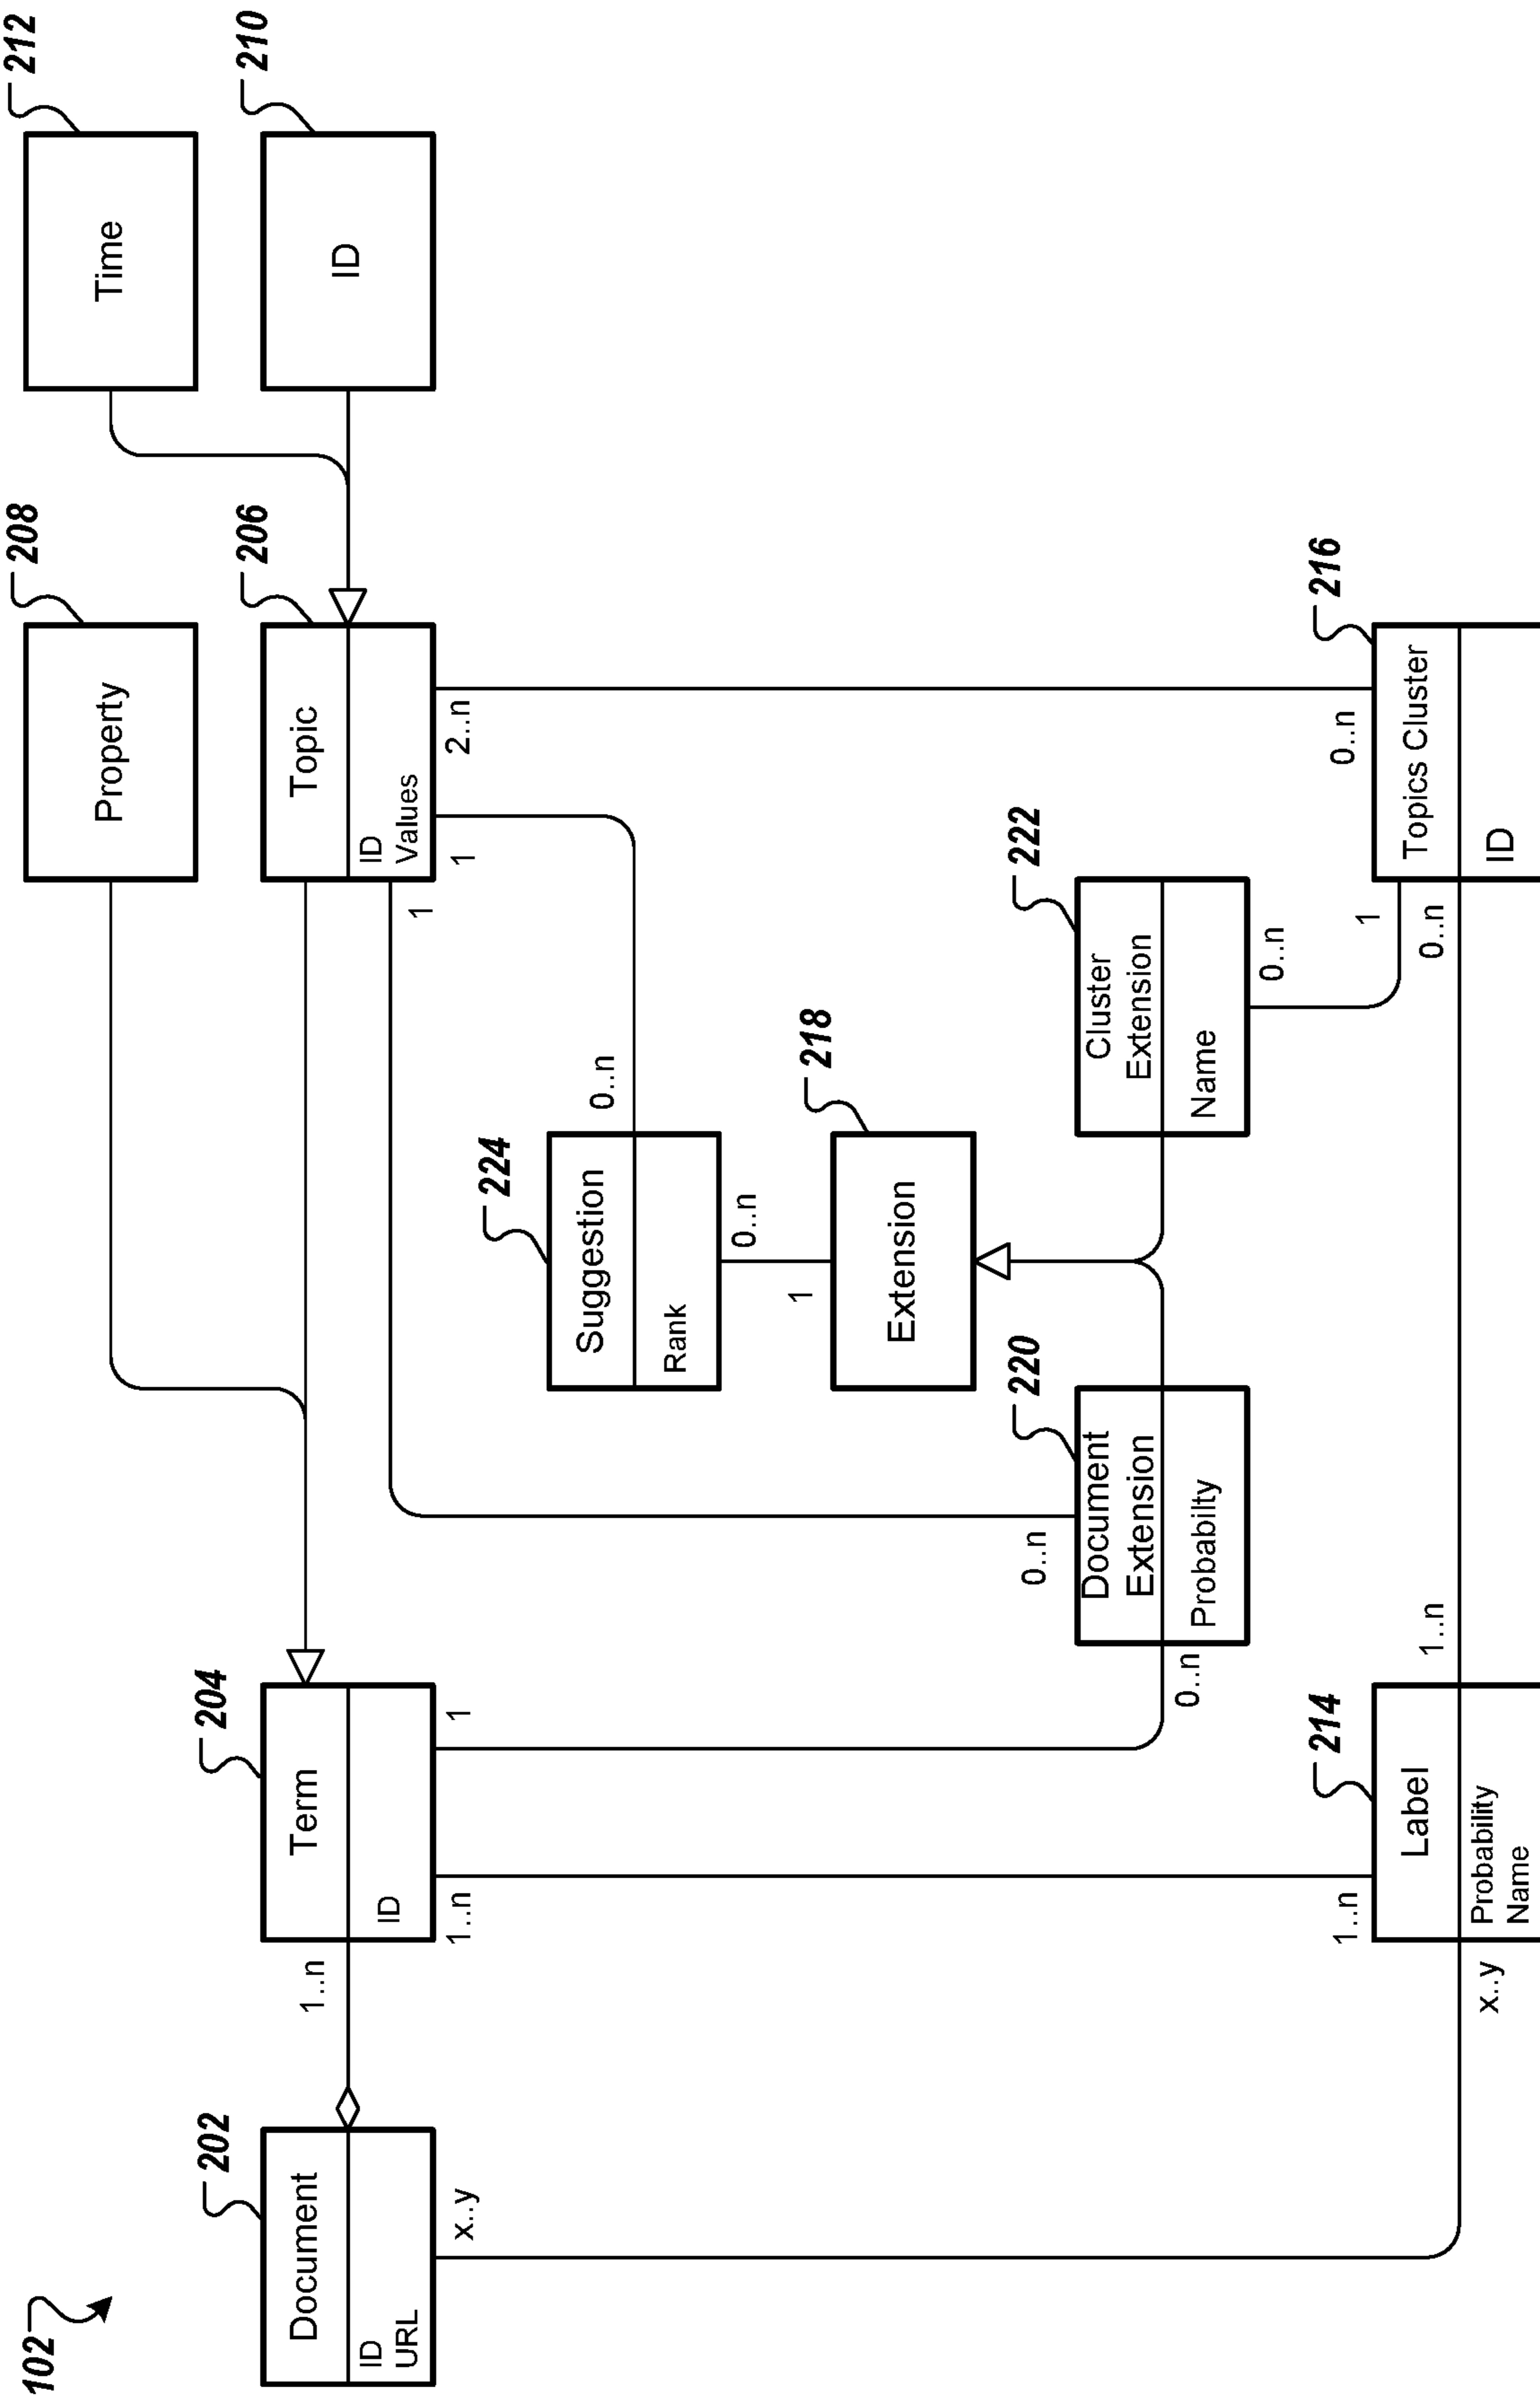 102
202
Document
ID
URL
x..y
1..n
204
Term
ID
1..n
1
208
Property
206
Topic
ID
Values
1
1
2..n
212
Time
210
ID
224
Suggestion
Rank
0..n
0..n
218
Extension
1
220
Document
Extension
Probabilty
0..n
0..n
222
Cluster
Extension
Name
0..n
214
Label
Probability
Name
x..y
1..n
1..n
216
Topics Cluster
ID
0..n
1
0..n